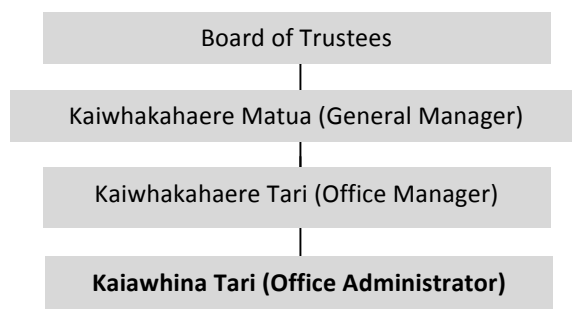 Board of Trustees
Kaiwhakahaere Matua (General Manager)
Kaiwhakahaere Tari (Office Manager)
Kaiawhina Tari (Office Administrator)